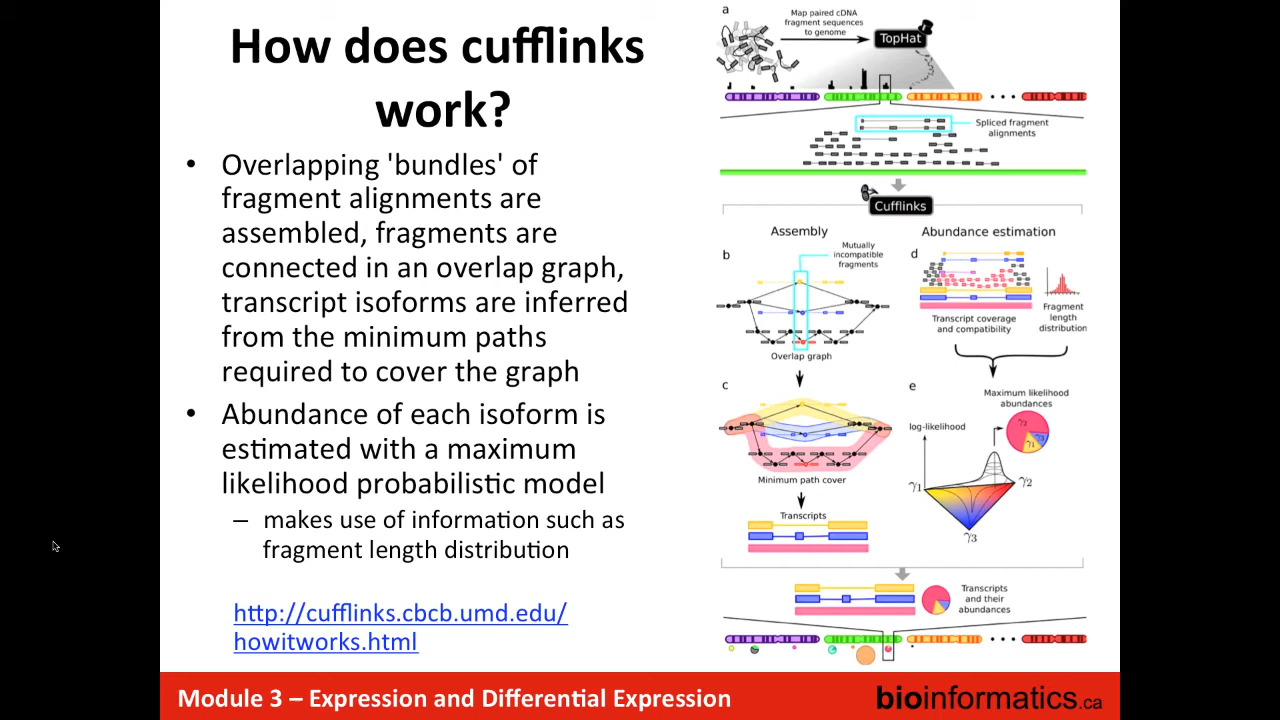 How does cufflinks
work?
• Overlapping 'bundles' of
fragment alignments are
assembled, fragments are
connected in an overlap graph,
transcript isoforms are inferred
from the minimum paths
required to cover the graph
• Abundance of each isoform is
estimated with a maximum
likelihood probabilistic model
– makes use of information such as
fragment length distribution
http://cufflinks.cbcb.umd.edu/
howitworks.html
a
Map paired cDNA
fragment sequences
to genome
TopHat
Spliced fragment
alignments
Cufflinks
Assembly
Abundance estimation
b
Mutually
incompatible
fragments
Overlap graph
d
Transcript coverage
and compatibility
Fragment
length
distribution
c
Minimum path cover
Transcripts
e
Maximum likelihood
abundances
log-likelihood
γ₁
γ₂
γ₃
γ₂
γ₃
γ₁
Transcripts
and their
abundances
Module 3 – Expression and Differential Expression
bioinformatics.ca